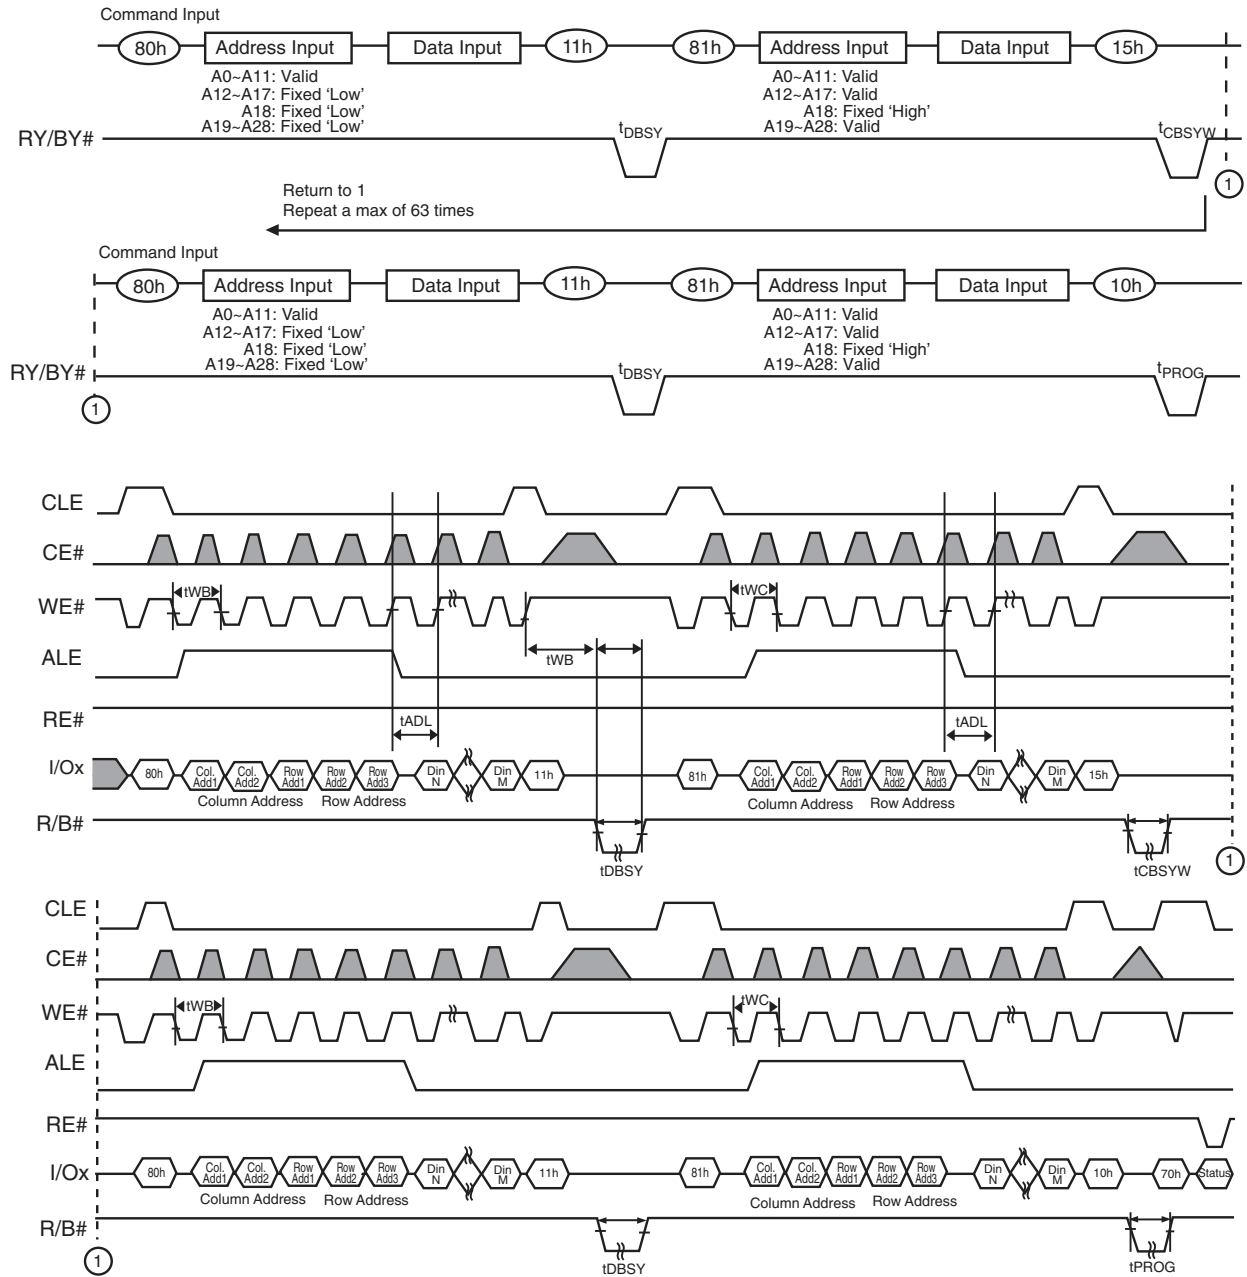 Command Input
80h Address Input Data Input 11h 81h Address Input Data Input 15h
A0~A11: Valid A0~A11: Valid
A12~A17: Fixed ‘Low’ A12~A17: Valid
A18: Fixed ‘Low’ A18: Fixed ‘High’
A19~A28: Fixed ‘Low’ A19~A28: Valid
RY/BY# tDBSY tCBSYW
1
Return to 1
Repeat a max of 63 times
Command Input
80h Address Input Data Input 11h 81h Address Input Data Input 10h
A0~A11: Valid A0~A11: Valid
A12~A17: Fixed ‘Low’ A12~A17: Valid
A18: Fixed ‘Low’ A18: Fixed ‘High’
A19~A28: Fixed ‘Low’ A19~A28: Valid
RY/BY# tDBSY tPROG
1
CLE
CE#
WE# tWB tWC
ALE tWB
RE#
tADL tADL
I/Ox 80h Col. Add1 Col. Add2 Row Add1 Row Add2 Row Add3 Din N Din M 11h 81h Col. Add1 Col. Add2 Row Add1 Row Add2 Row Add3 Din N Din M 15h
Column Address Row Address Column Address Row Address
R/B#
tDBSY tCBSYW
1
CLE
CE#
WE# tWB tWC
ALE
RE#
I/Ox 80h Col. Add1 Col. Add2 Row Add1 Row Add2 Row Add3 Din N Din M 11h 81h Col. Add1 Col. Add2 Row Add1 Row Add2 Row Add3 Din N Din M 10h 70h Status
Column Address Row Address Column Address Row Address
R/B#
1 tDBSY tPROG